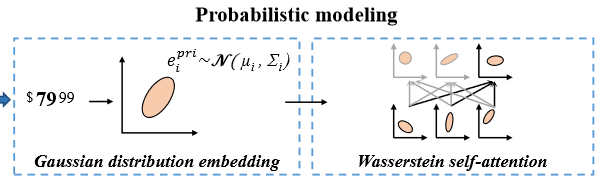 Probabilistic modeling
e_i^{pri} ~ 𝒩(μ_i, Σ_i)
$ 79 99
Gaussian distribution embedding
Wasserstein self-attention